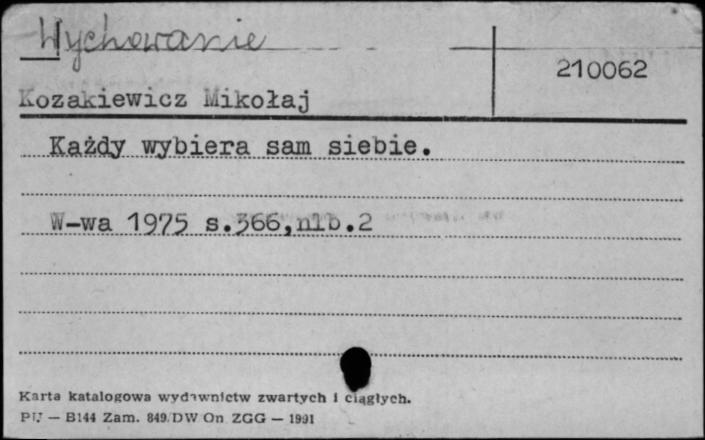 Wychowanie
210062
Kozakiewicz Mikołaj
Każdy wybiera sam siebie.
W-wa 1975 s.366,nlb.2
Karta katalogowa wydawnictw zwartych i ciągłych.
PU — B144 Zam. 849/DW On. ZGG — 1991